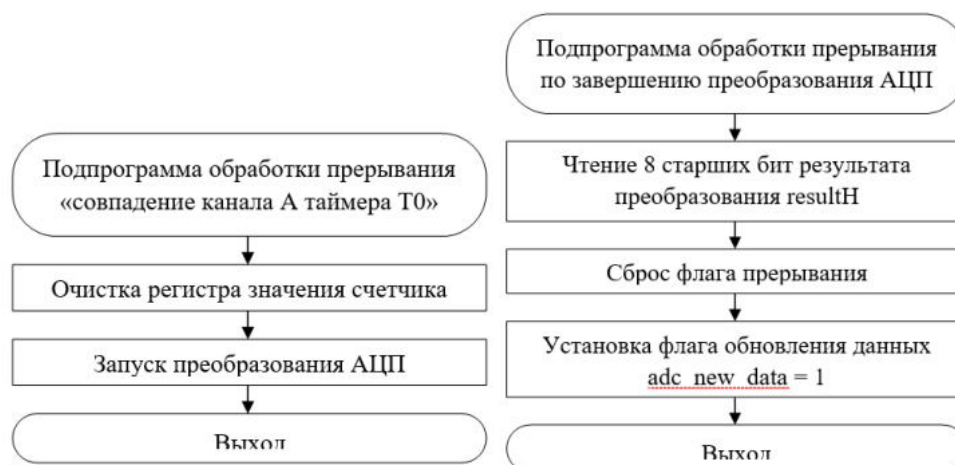 Подпрограмма обработки прерывания
«совпадение канала А таймера Т0»
Очистка регистра значения счетчика
Запуск преобразования АЦП
Выход
Подпрограмма обработки прерывания
по завершению преобразования АЦП
Чтение 8 старших бит результата
преобразования resultH
Сброс флага прерывания
Установка флага обновления данных
adc_new_data = 1
Выход